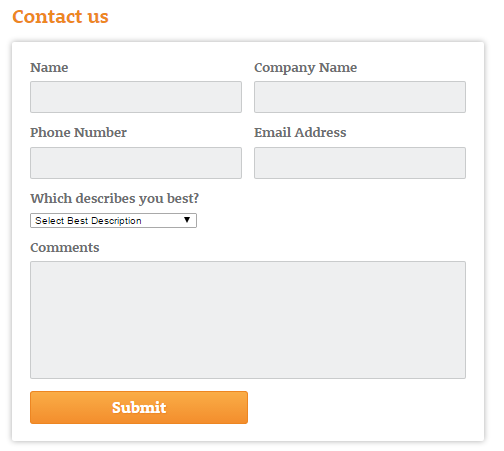 Contact us
Name
Company Name
Phone Number
Email Address
Which describes you best?
Select Best Description
Comments
Submit